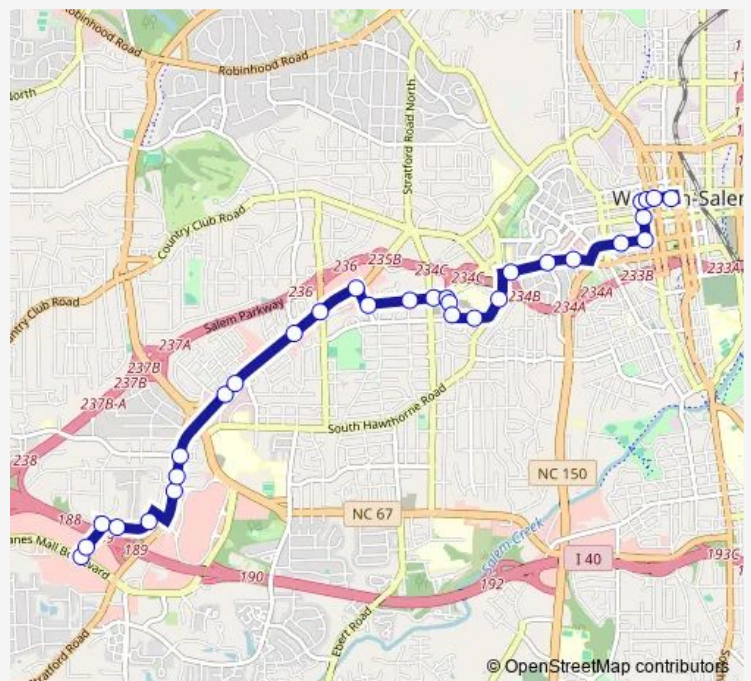 Robinhood Road
Robinhood Road
North
Stratford Road North
Country Club Road
W n-Saler
236
235B
234C
234C
233B
233A
234B
234A
234A
236
Country Club Road
Salem Parkway
237A
237B
237B
237B-A
South Hawthorne Road
238
NC 150
188
NC 67
anes Mall Boulevard
189
Salem Creek
I 40
193C
190
192
Ebert Road
Stratford Road
© OpenStreetMap contributors